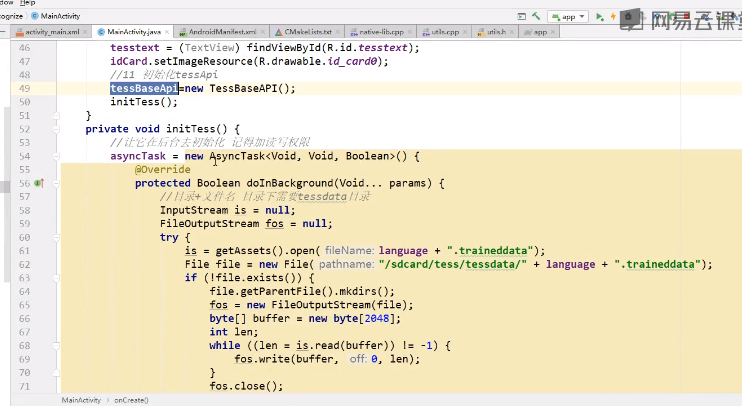 ndow Help
cognize MainActivity app 网易云课堂
activity_main.xml MainActivity.java AndroidManifest.xml CMakeLists.txt native-lib.cpp utils.cpp utils.h app
46 tesstext = (TextView) findViewById(R.id.tesstext);
47 idCard.setImageResource(R.drawable.id_card0);
48 //11 初始化tessApi
49 tessBaseApi=new TessBaseAPI();
50 initTess();
51 }
52 private void initTess() {
53 //让它在后台去初始化 记得加读写权限
54 asyncTask = new AsyncTask<Void, Void, Boolean>() {
55 @Override
56 protected Boolean doInBackground(Void... params) {
57 //目录+文件名 目录下需要tessdata目录
58 InputStream is = null;
59 FileOutputStream fos = null;
60 try {
61 is = getAssets().open( fileName: language + ".traineddata");
62 File file = new File( pathname: "/sdcard/tess/tessdata/" + language + ".traineddata");
63 if (!file.exists()) {
64 file.getParentFile().mkdirs();
65 fos = new FileOutputStream(file);
66 byte[] buffer = new byte[2048];
67 int len;
68 while ((len = is.read(buffer)) != -1) {
69 fos.write(buffer, off: 0, len);
70 }
71 fos.close();
MainActivity onCreate()